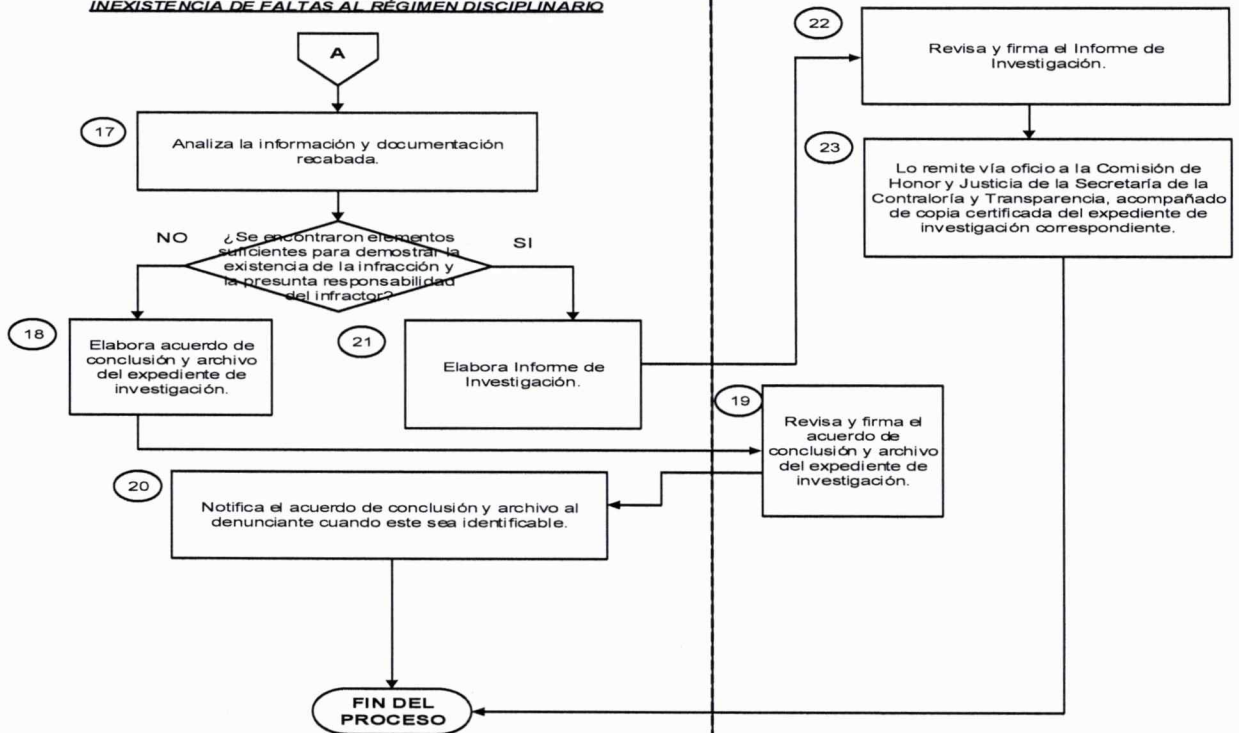 INEXISTENCIA DE FALTAS AL RÉGIMEN DISCIPLINARIO
A
17
Analiza la información y documentación
recabada.
NO
¿Se encontraron elementos
suficientes para demostrar la
existencia de la infracción y
la presunta responsabilidad
del infractor?
SI
18
Elabora acuerdo de
conclusión y archivo
del expediente de
investigación.
21
Elabora Informe de
Investigación.
22
Revisa y firma el Informe de
Investigación.
23
Lo remite vía oficio a la Comisión de
Honor y Justicia de la Secretaría de la
Contraloría y Transparencia, acompañado
de copia certificada del expediente de
investigación correspondiente.
19
Revisa y firma el
acuerdo de
conclusión y archivo
del expediente de
investigación.
20
Notifica el acuerdo de conclusión y archivo al
denunciante cuando este sea identificable.
FIN DEL
PROCESO